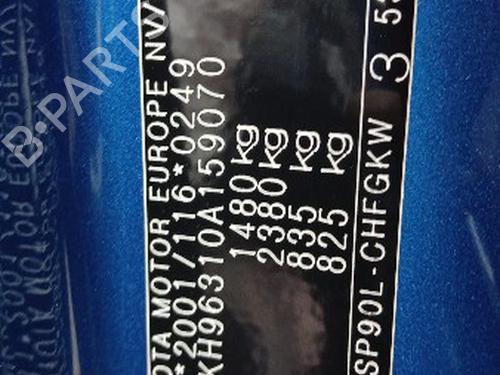 OTA MOTOR EUROPE NV/
*2001/116*0249
KH96310A159070
1480 kg
2380 kg
835 kg
825 kg
SP90L-CHFGKW 3 53
B-PARTS